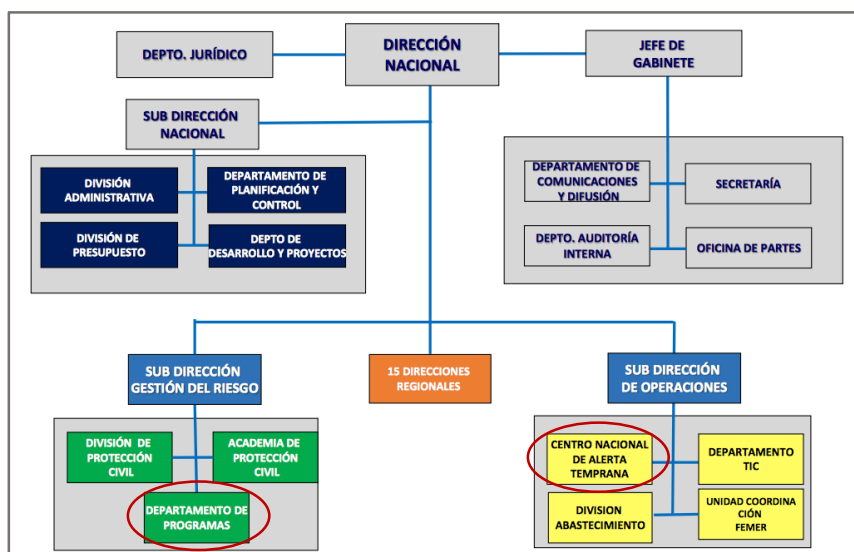 DEPTO. JURÍDICO
DIRECCIÓN
NACIONAL
JEFE DE
GABINETE
SUB DIRECCIÓN
NACIONAL
DIVISIÓN
ADMINISTRATIVA
DEPARTAMENTO DE
PLANIFICACIÓN Y
CONTROL
DIVISIÓN DE
PRESUPUESTO
DEPTO DE
DESARROLLO Y PROYECTOS
DEPARTAMENTO DE
COMUNICACIONES
Y DIFUSIÓN
SECRETARÍA
DEPTO. AUDITORÍA
INTERNA
OFICINA DE PARTES
SUB DIRECCIÓN
GESTIÓN DEL RIESGO
15 DIRECCIONES
REGIONALES
SUB DIRECCIÓN
DE OPERACIONES
DIVISIÓN DE
PROTECCIÓN
CIVIL
ACADEMIA DE
PROTECCIÓN
CIVIL
DEPARTAMENTO DE
PROGRAMAS
CENTRO NACIONAL
DE ALERTA
TEMPRANA
DEPARTAMENTO
TIC
DIVISION
ABASTECIMIENTO
UNIDAD COORDINA
CIÓN
FEMER